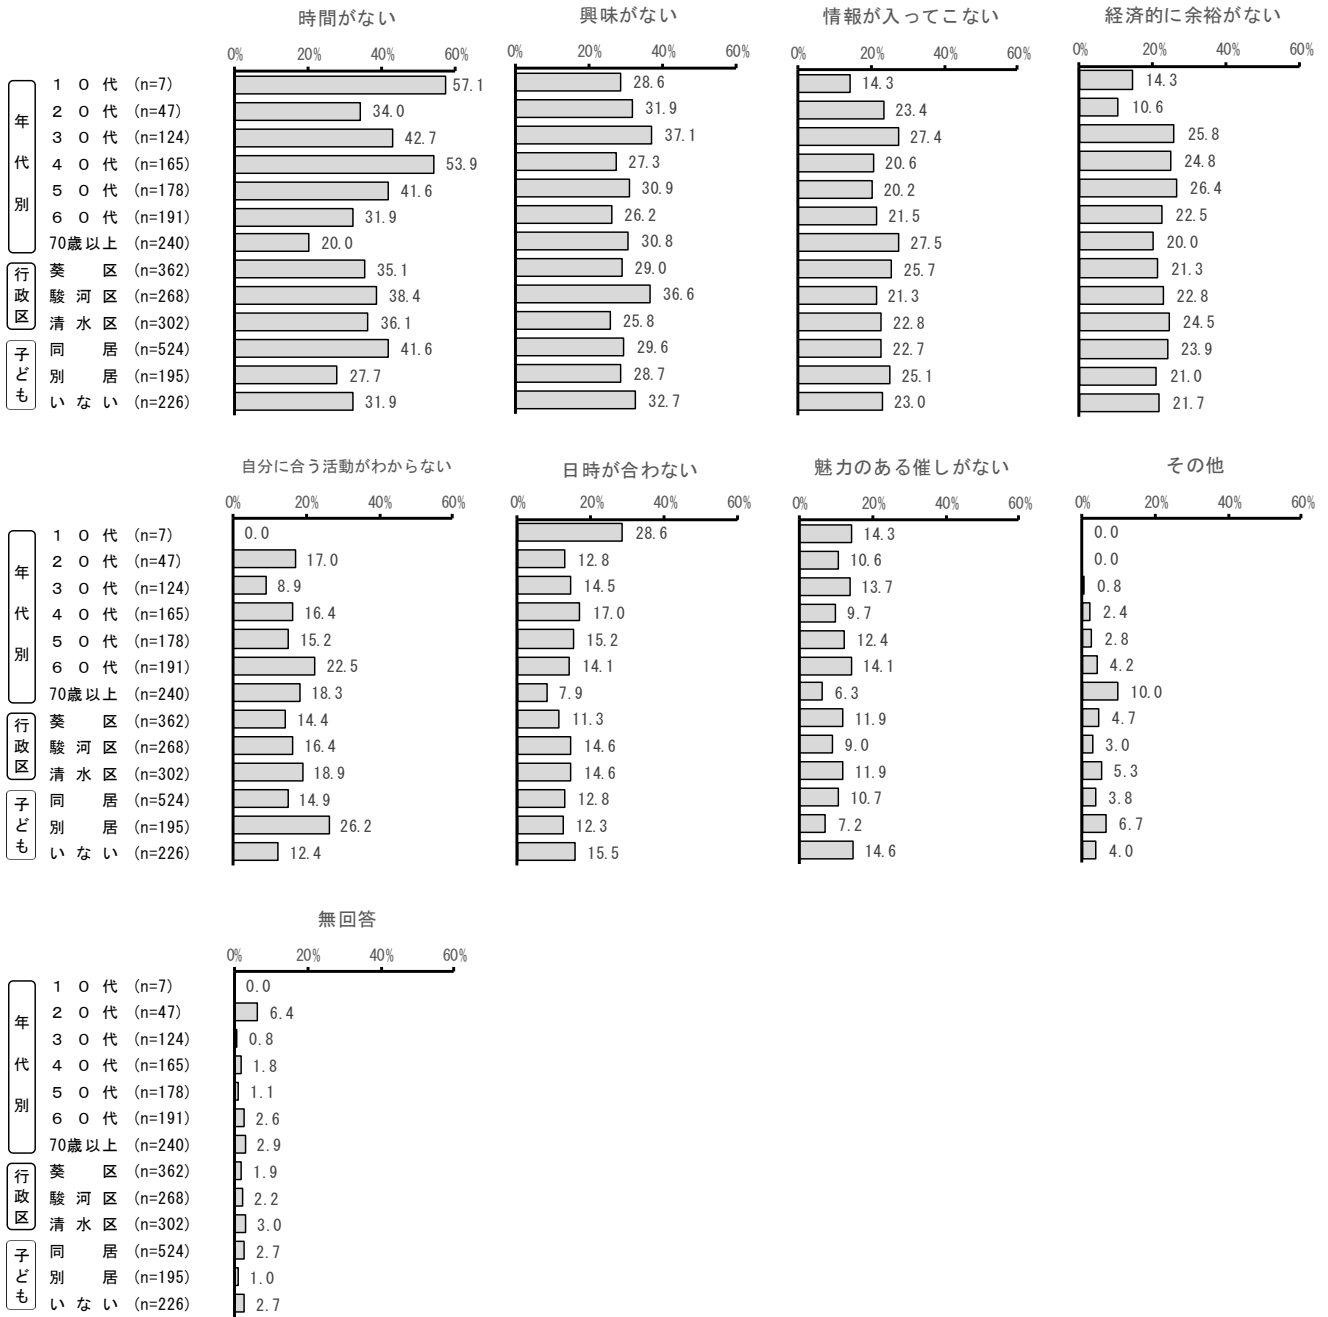 時間がない 興味がない 情報が入ってこない 経済的に余裕がない
0% 20% 40% 60% 0% 20% 40% 60% 0% 20% 40% 60% 0% 20% 40% 60%
年代別
１０代 (n=7) 57.1 28.6 14.3 14.3
２０代 (n=47) 34.0 31.9 23.4 10.6
３０代 (n=124) 42.7 37.1 27.4 25.8
４０代 (n=165) 53.9 27.3 20.6 24.8
５０代 (n=178) 41.6 30.9 20.2 26.4
６０代 (n=191) 31.9 26.2 21.5 22.5
70歳以上 (n=240) 20.0 30.8 27.5 20.0
行政区
葵区 (n=362) 35.1 29.0 25.7 21.3
駿河区 (n=268) 38.4 36.6 21.3 22.8
清水区 (n=302) 36.1 25.8 22.8 24.5
子ども
同居 (n=524) 41.6 29.6 22.7 23.9
別居 (n=195) 27.7 28.7 25.1 21.0
いない (n=226) 31.9 32.7 23.0 21.7
自分に合う活動がわからない 日時が合わない 魅力のある催しがない その他
0% 20% 40% 60% 0% 20% 40% 60% 0% 20% 40% 60% 0% 20% 40% 60%
年代別
１０代 (n=7) 0.0 28.6 14.3 0.0
２０代 (n=47) 17.0 12.8 10.6 0.0
３０代 (n=124) 8.9 14.5 13.7 0.8
４０代 (n=165) 16.4 17.0 9.7 2.4
５０代 (n=178) 15.2 15.2 12.4 2.8
６０代 (n=191) 22.5 14.1 14.1 4.2
70歳以上 (n=240) 18.3 7.9 6.3 10.0
行政区
葵区 (n=362) 14.4 11.3 11.9 4.7
駿河区 (n=268) 16.4 14.6 9.0 3.0
清水区 (n=302) 18.9 14.6 11.9 5.3
子ども
同居 (n=524) 14.9 12.8 10.7 3.8
別居 (n=195) 26.2 12.3 7.2 6.7
いない (n=226) 12.4 15.5 14.6 4.0
無回答
0% 20% 40% 60%
年代別
１０代 (n=7) 0.0
２０代 (n=47) 6.4
３０代 (n=124) 0.8
４０代 (n=165) 1.8
５０代 (n=178) 1.1
６０代 (n=191) 2.6
70歳以上 (n=240) 2.9
行政区
葵区 (n=362) 1.9
駿河区 (n=268) 2.2
清水区 (n=302) 3.0
子ども
同居 (n=524) 2.7
別居 (n=195) 1.0
いない (n=226) 2.7